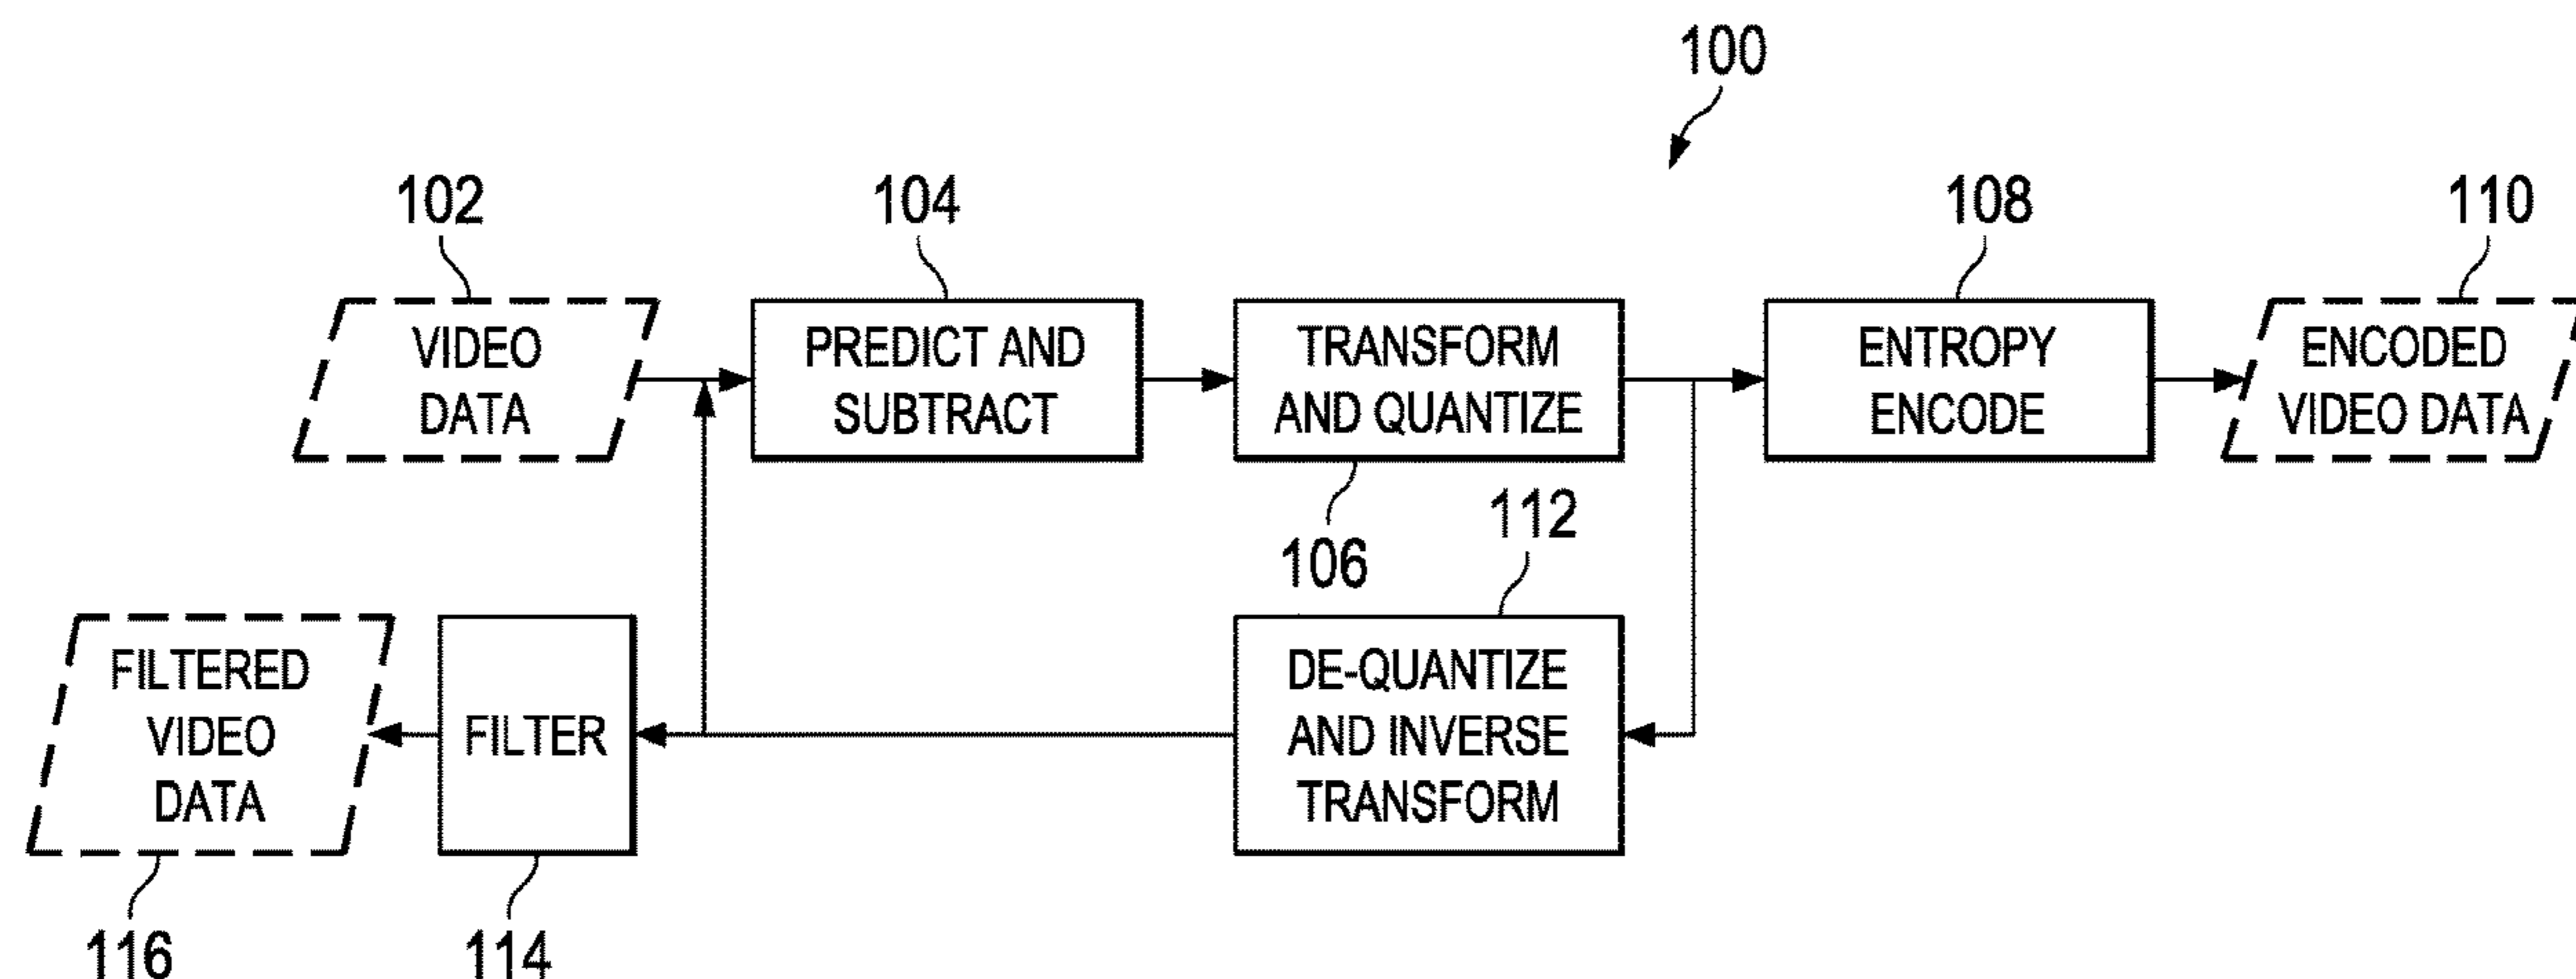 100
102
104
108
110
VIDEO
DATA
PREDICT AND
SUBTRACT
TRANSFORM
AND QUANTIZE
ENTROPY
ENCODE
ENCODED
VIDEO DATA
106
112
FILTERED
VIDEO
DATA
FILTER
DE-QUANTIZE
AND INVERSE
TRANSFORM
116
114